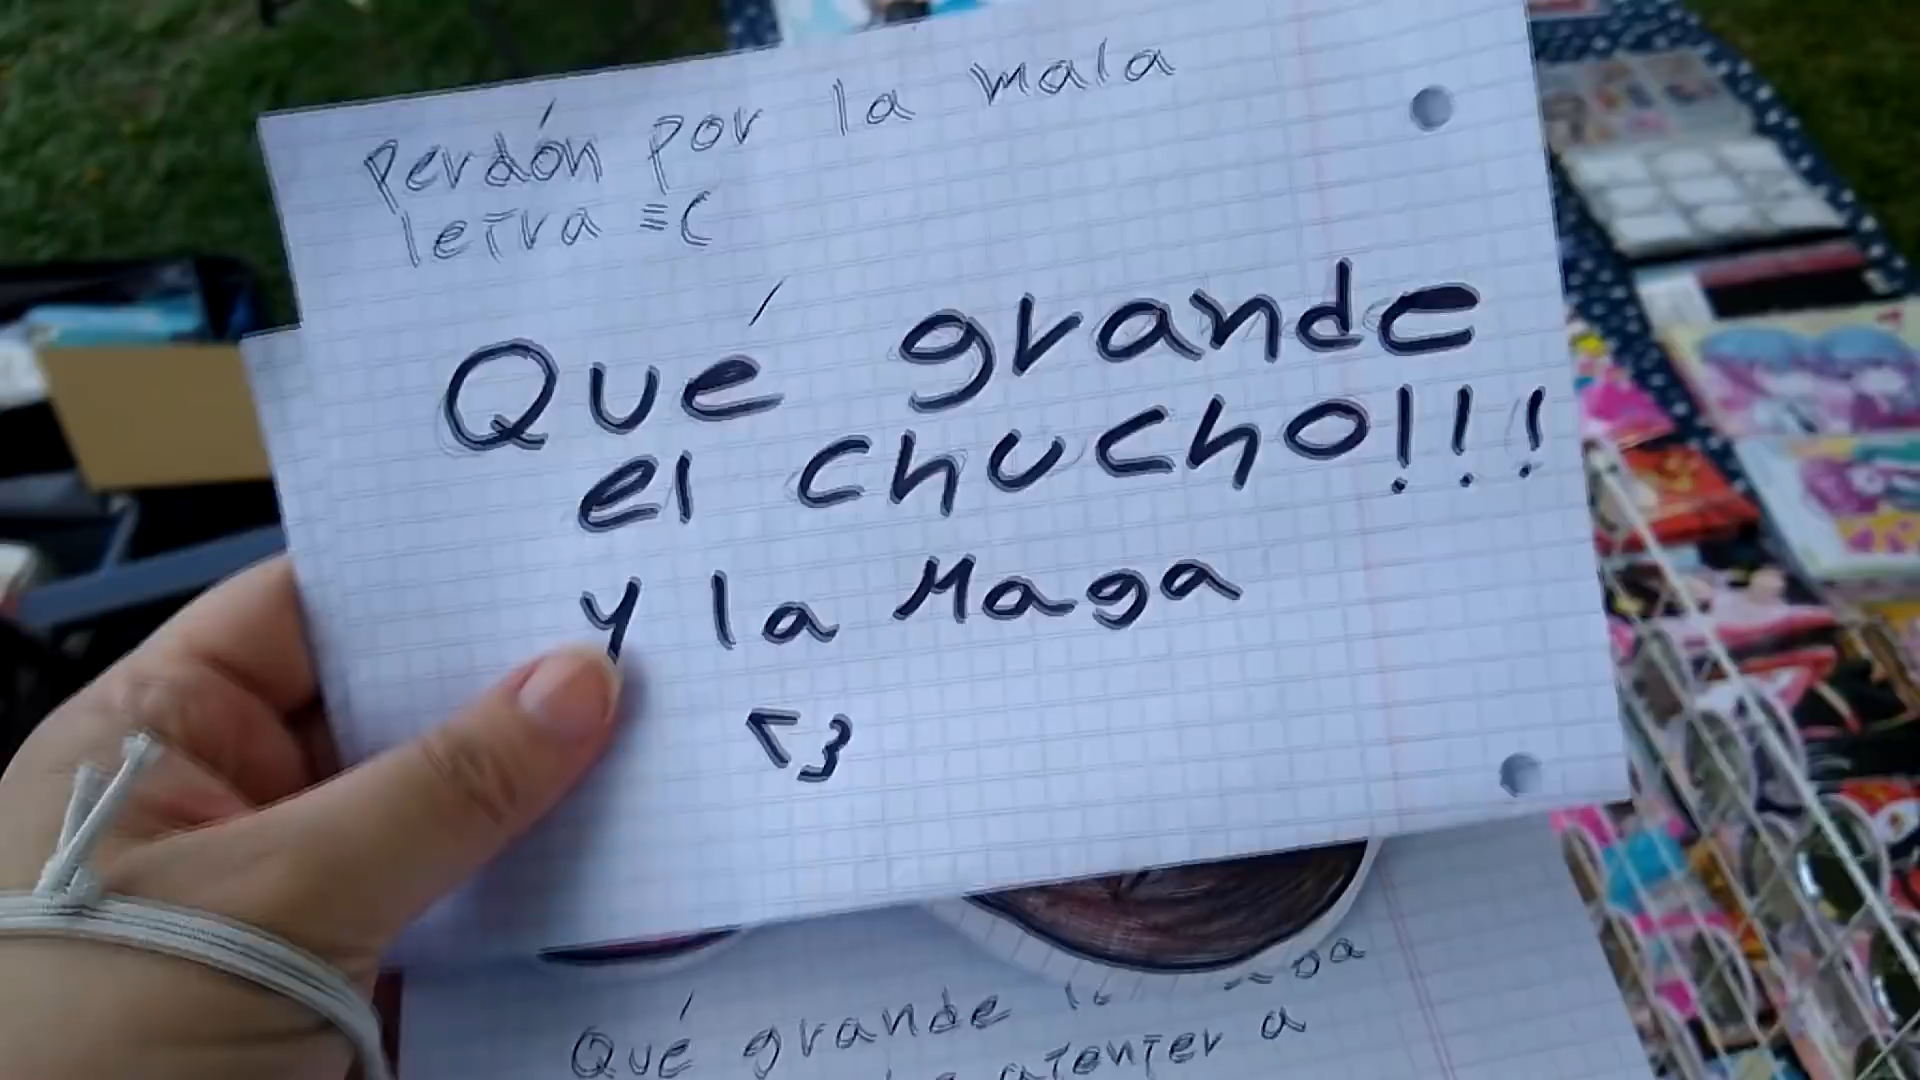 Perdón por la mala
letra =C
Qué grande
el chucho!!!
y la Maga
<3
Qué grande
a